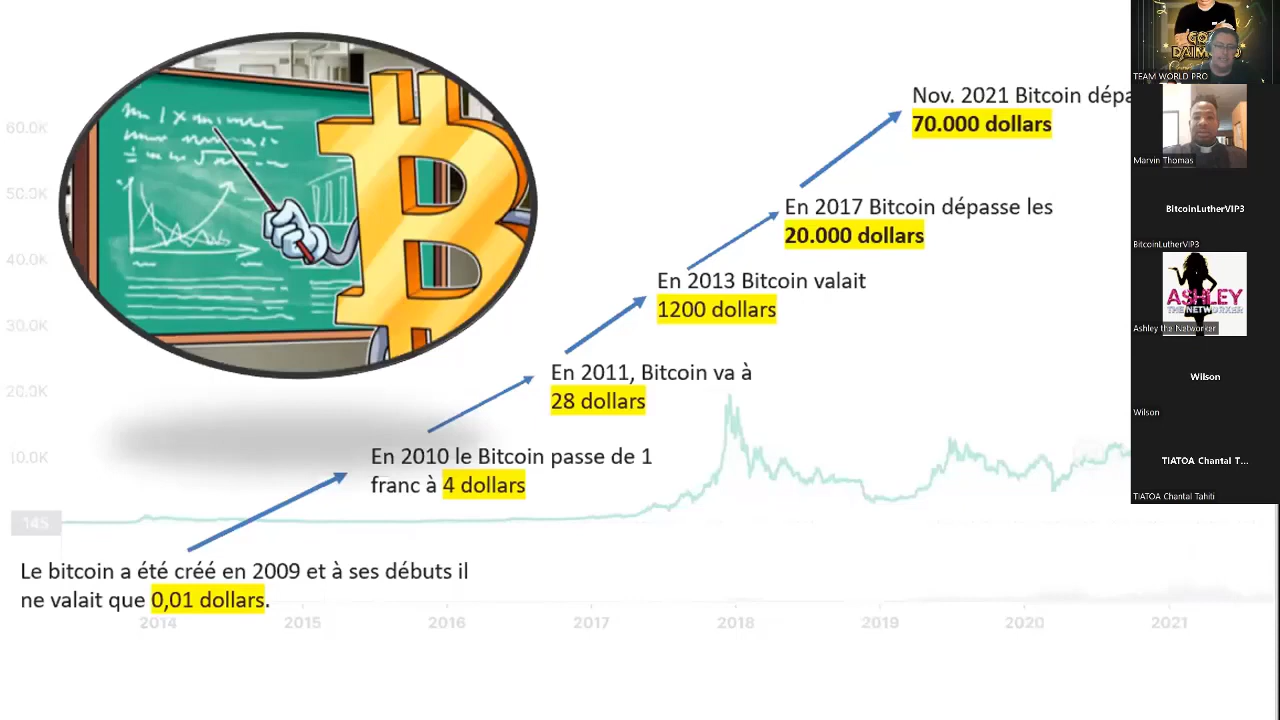 60.0K
50.0K
40.0K
30.0K
20.0K
10.0K
14$
2014 2015 2016 2017 2018 2019 2020 2021
Le bitcoin a été créé en 2009 et à ses débuts il
ne valait que 0,01 dollars.
En 2010 le Bitcoin passe de 1
franc à 4 dollars
En 2011, Bitcoin va à
28 dollars
En 2013 Bitcoin valait
1200 dollars
En 2017 Bitcoin dépasse les
20.000 dollars
Nov. 2021 Bitcoin dépa
70.000 dollars
TEAM WORLD PRO
Marvin Thomas
BitcoinLutherVIP3
BitcoinLutherVIP3
ASHLEY
THE NETWORKER
Ashley the Networker
Wilson
Wilson
TIATOA Chantal T...
TIATOA Chantal Tahiti